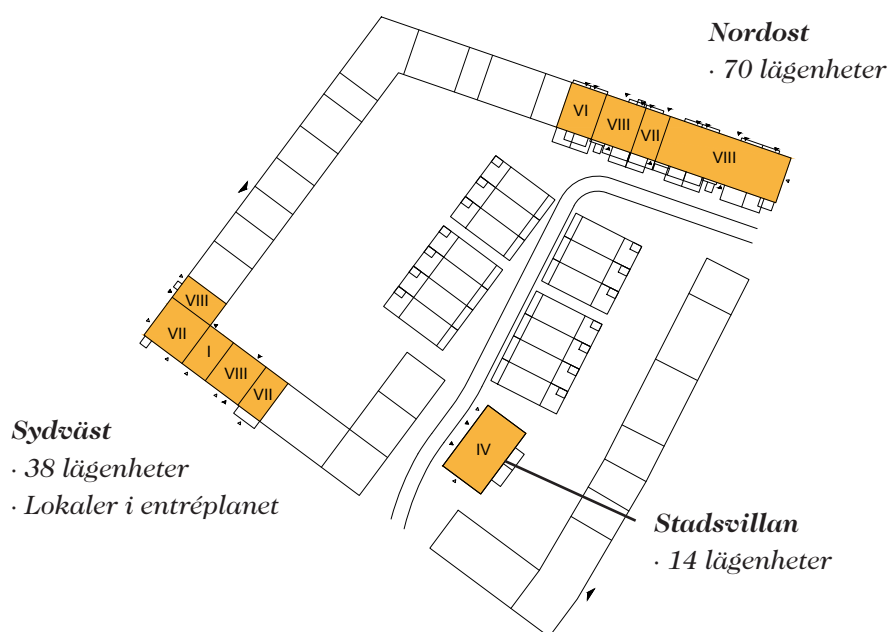 Nordost
· 70 lägenheter
VI
VIII
VII
VIII
VIII
VII
I
VIII
VII
Sydväst
· 38 lägenheter
· Lokaler i entréplanet
IV
Stadsvillan
· 14 lägenheter